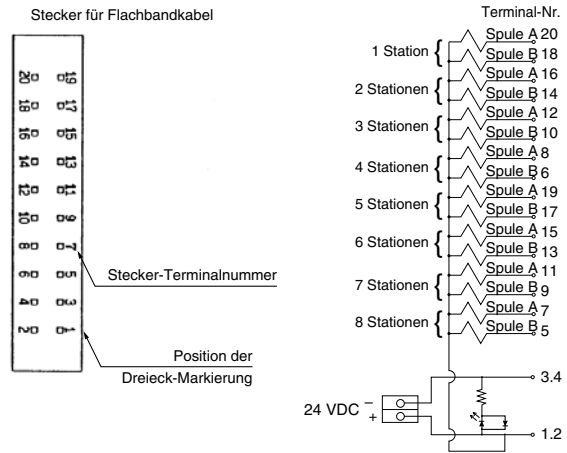 Stecker für Flachbandkabel
20 19
18 17
16 15
14 13
12 11
10 9
8 7
6 5
4 3
2 1
Stecker-Terminalnummer
Position der
Dreieck-Markierung
Terminal-Nr.
1 Station {
Spule A 20
Spule B 18
2 Stationen {
Spule A 16
Spule B 14
3 Stationen {
Spule A 12
Spule B 10
4 Stationen {
Spule A 8
Spule B 6
5 Stationen {
Spule A 19
Spule B 17
6 Stationen {
Spule A 15
Spule B 13
7 Stationen {
Spule A 11
Spule B 9
8 Stationen {
Spule A 7
Spule B 5
24 VDC
−
+
3.4
1.2